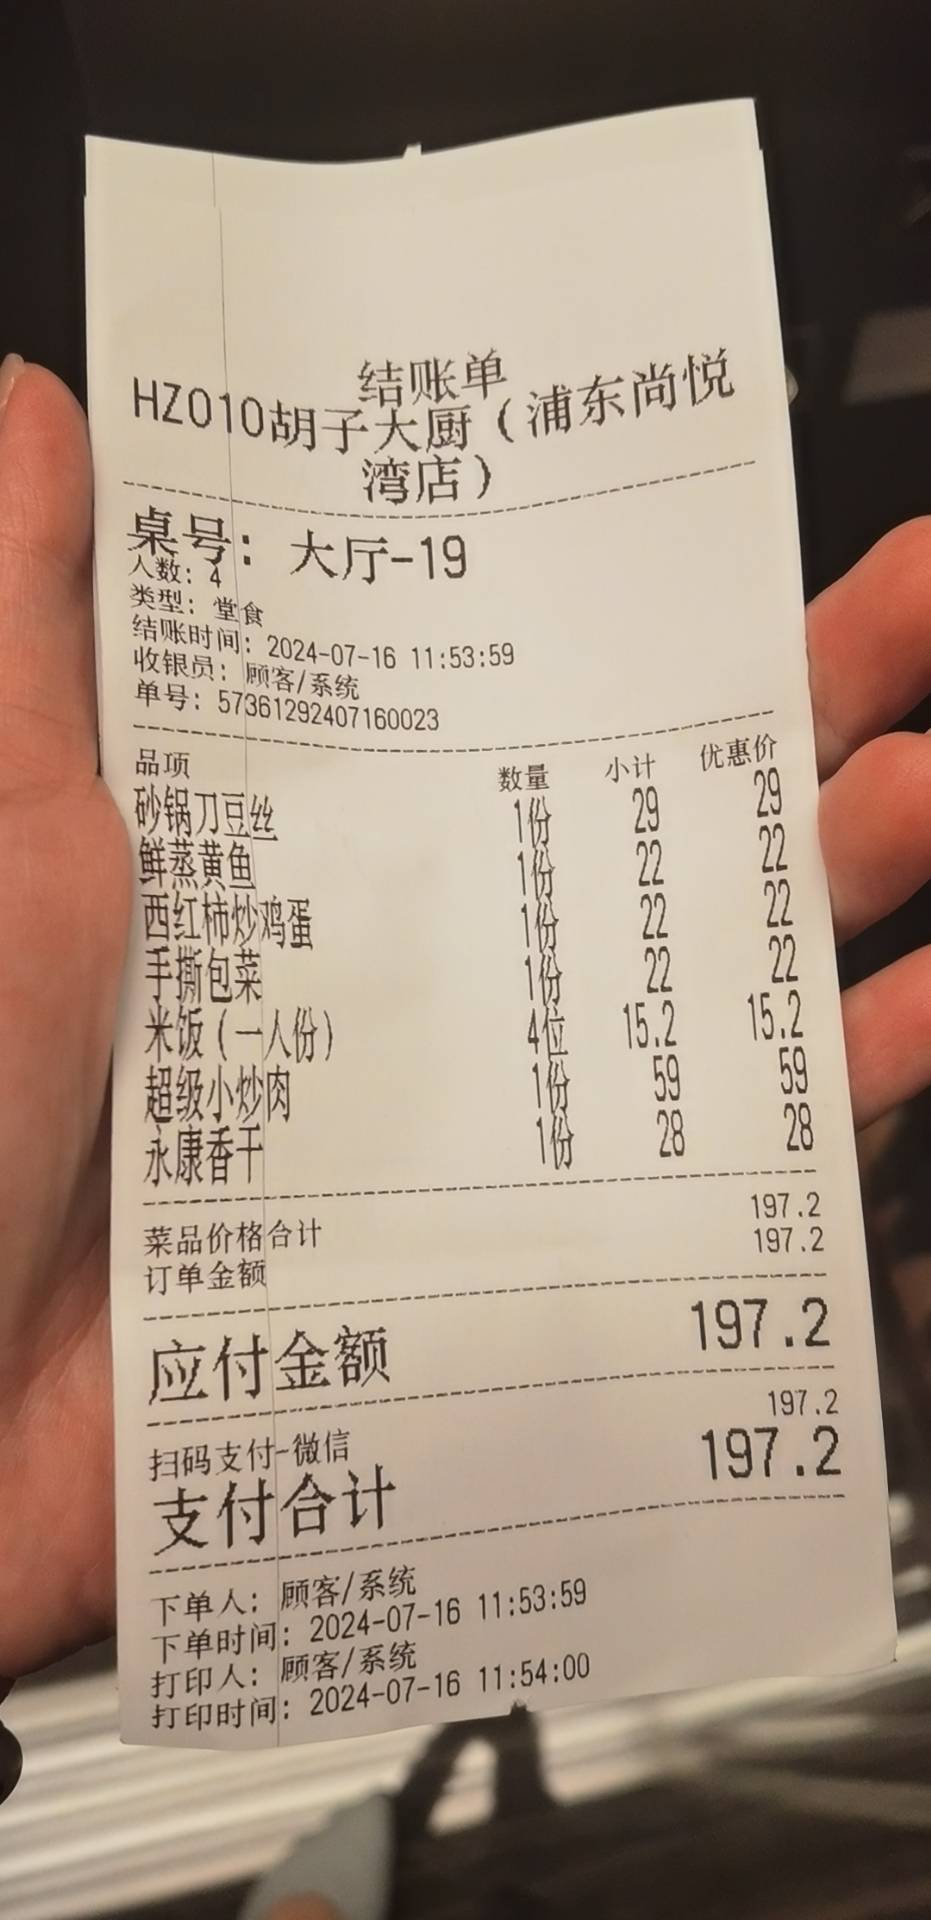 结账单
HZ010胡子大厨（浦东尚悦
湾店）
桌号：大厅-19
人数：4
类型：堂食
结账时间：2024-07-16 11:53:59
收银员：顾客/系统
单号：57361292407160023
品项 数量 小计 优惠价
砂锅刀豆丝 1份 29 29
鲜蒸黄鱼 1份 22 22
西红柿炒鸡蛋 1份 22 22
手撕包菜 1份 22 22
米饭（一人份） 4位 15.2 15.2
超级小炒肉 1份 59 59
永康香干 1份 28 28
菜品价格合计 197.2
订单金额 197.2
应付金额 197.2
扫码支付-微信 197.2
支付合计 197.2
下单人：顾客/系统
下单时间：2024-07-16 11:53:59
打印人：顾客/系统
打印时间：2024-07-16 11:54:00